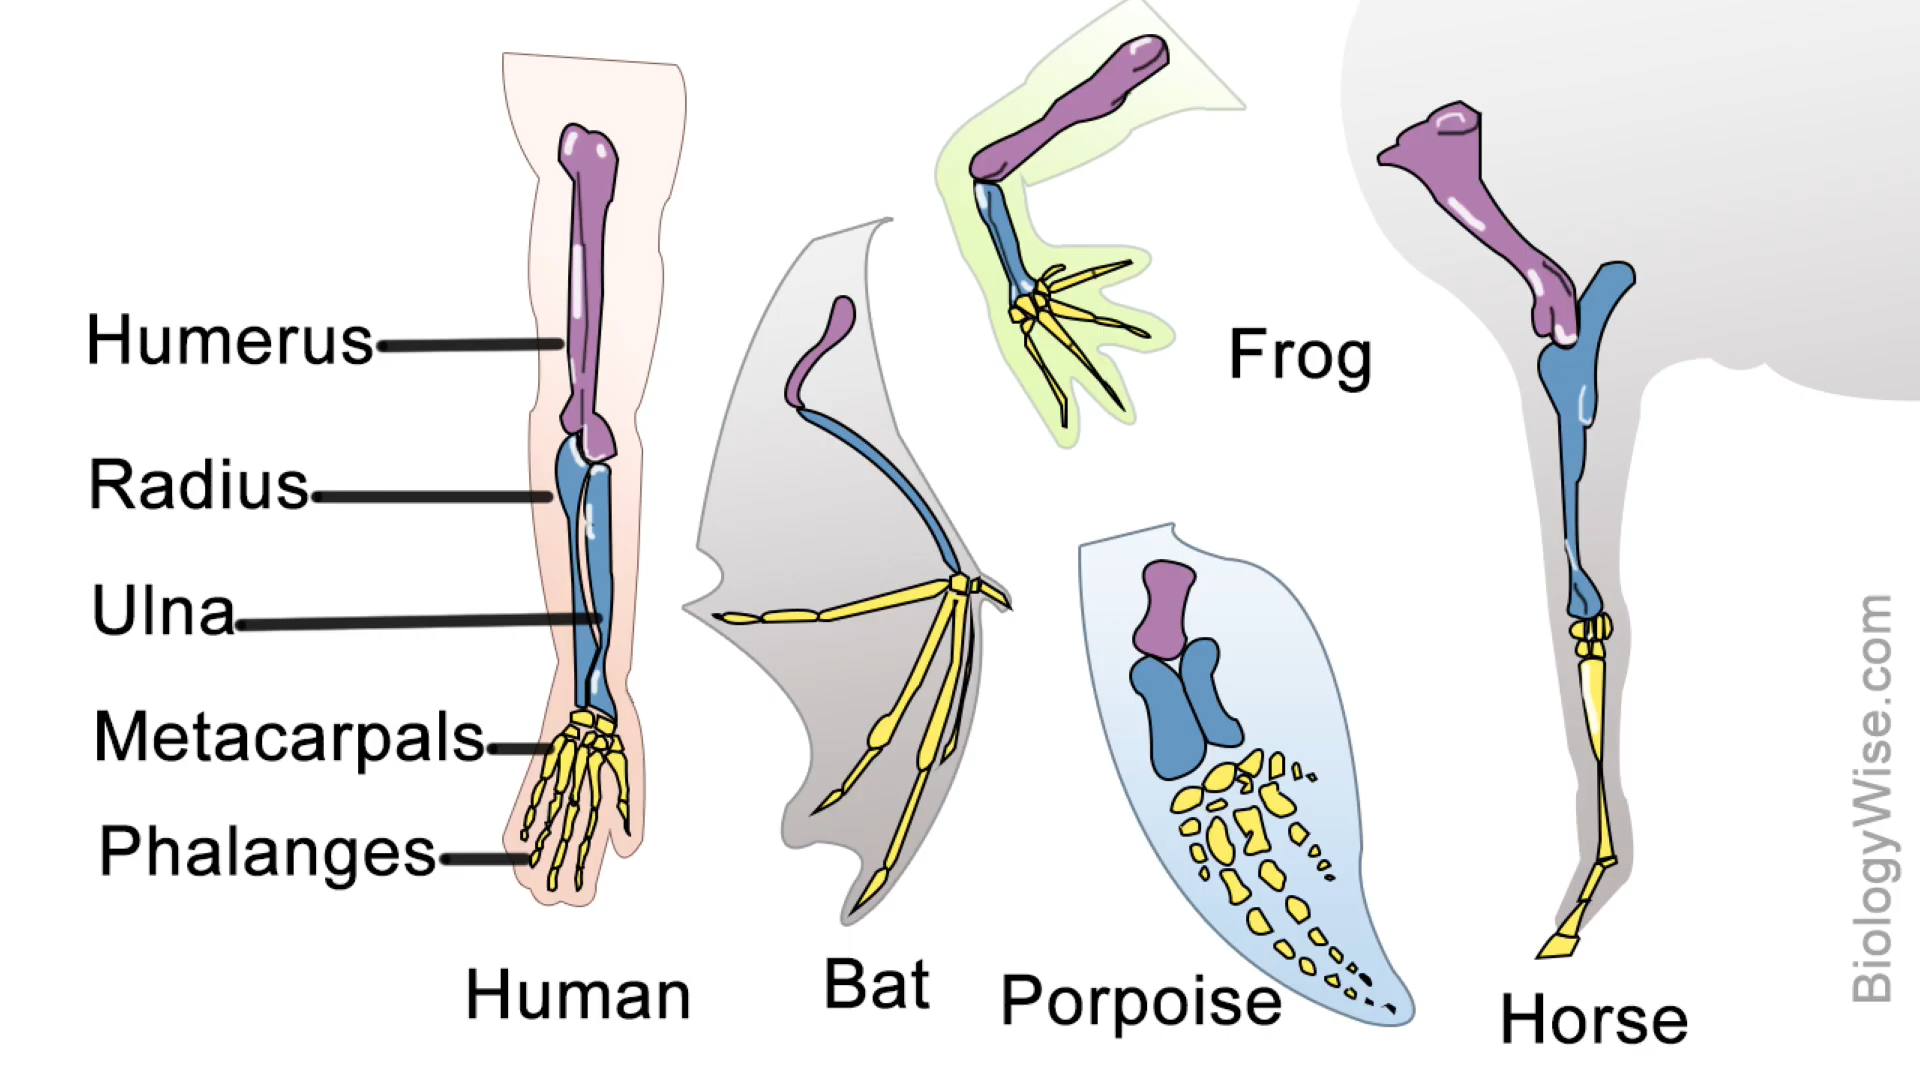 Humerus
Radius
Ulna
Metacarpals
Phalanges
Human
Bat
Frog
Porpoise
Horse
BiologyWise.com